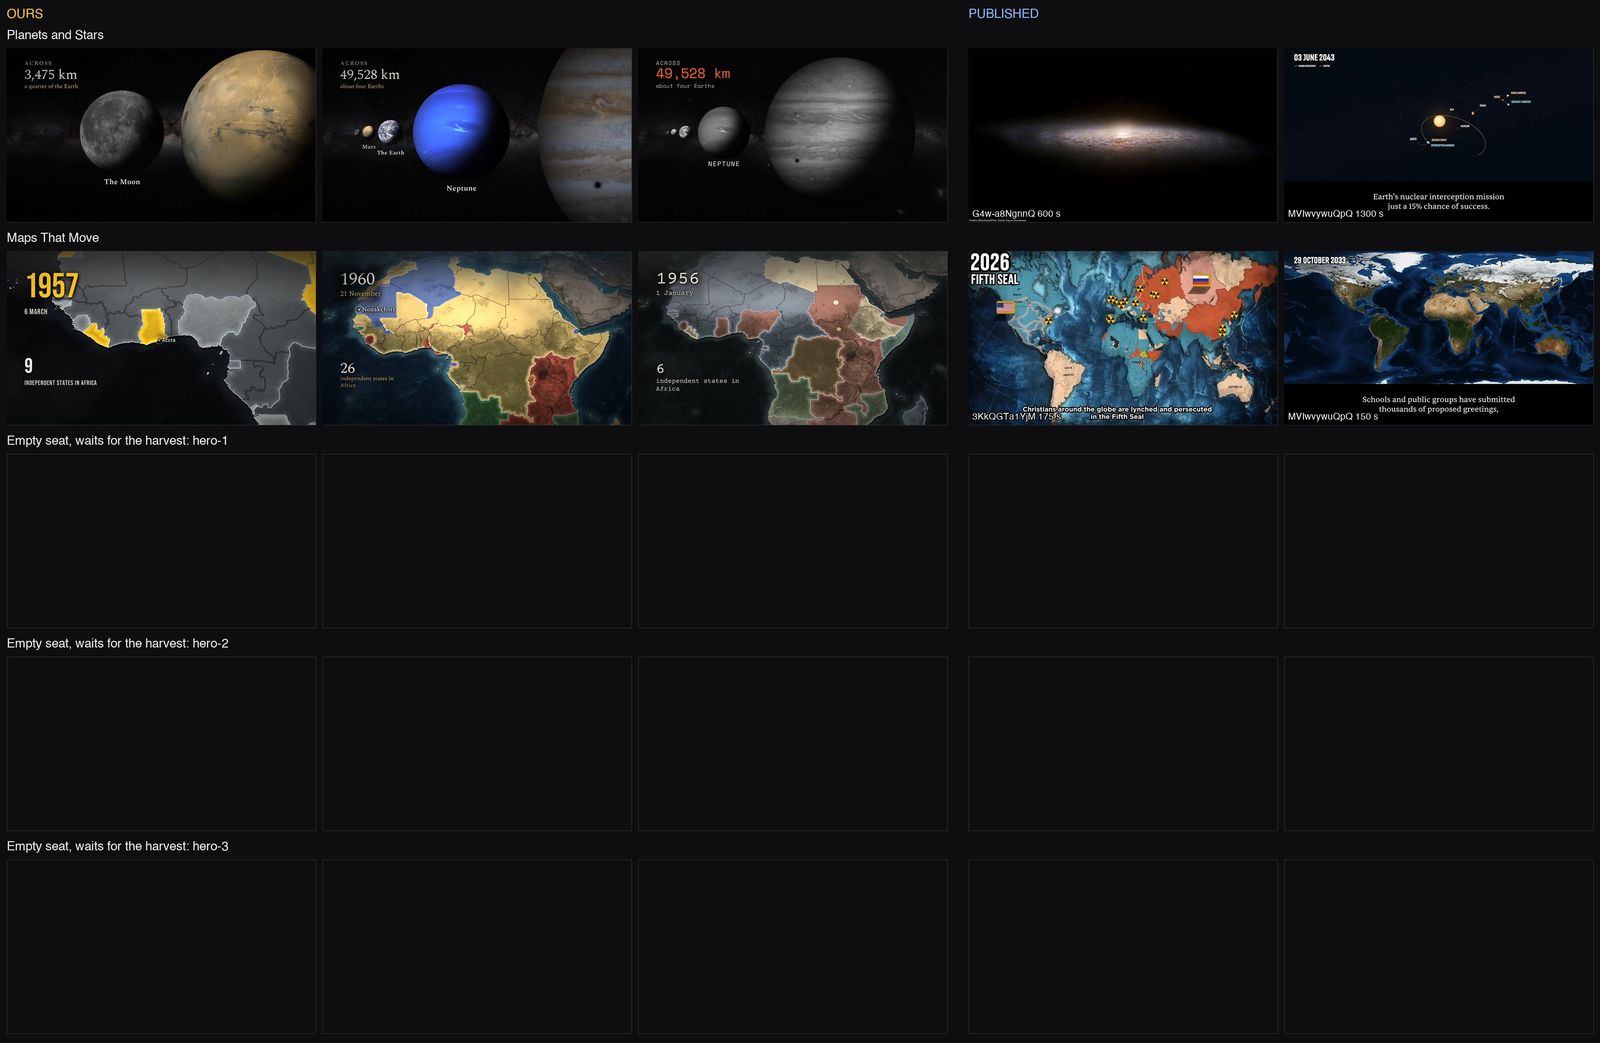 OURS
PUBLISHED
Planets and Stars
ACROSS
3,475 km
a quarter of the Earth
The Moon
ACROSS
49,528 km
about four Earths
Mars
The Earth
Neptune
ACROSS
49,528 km
about four Earths
NEPTUNE
G4w-a8NgnnQ 600 s
03 JUNE 2043
Earth's nuclear interception mission
just a 15% chance of success.
MVIwvywuQpQ 1300 s
Maps That Move
1957
6 MARCH
Accra
9
INDEPENDENT STATES IN AFRICA
1960
21 November
Nouakchott
26
independent states in
Africa
1956
1 January
6
independent states in
Africa
2026
FIFTH SEAL
Christians around the globe are lynched and persecuted
in the Fifth Seal
3KkQGTa1YjM 175 s
29 OCTOBER 2033
Schools and public groups have submitted
thousands of proposed greetings,
MVIwvywuQpQ 150 s
Empty seat, waits for the harvest: hero-1
Empty seat, waits for the harvest: hero-2
Empty seat, waits for the harvest: hero-3